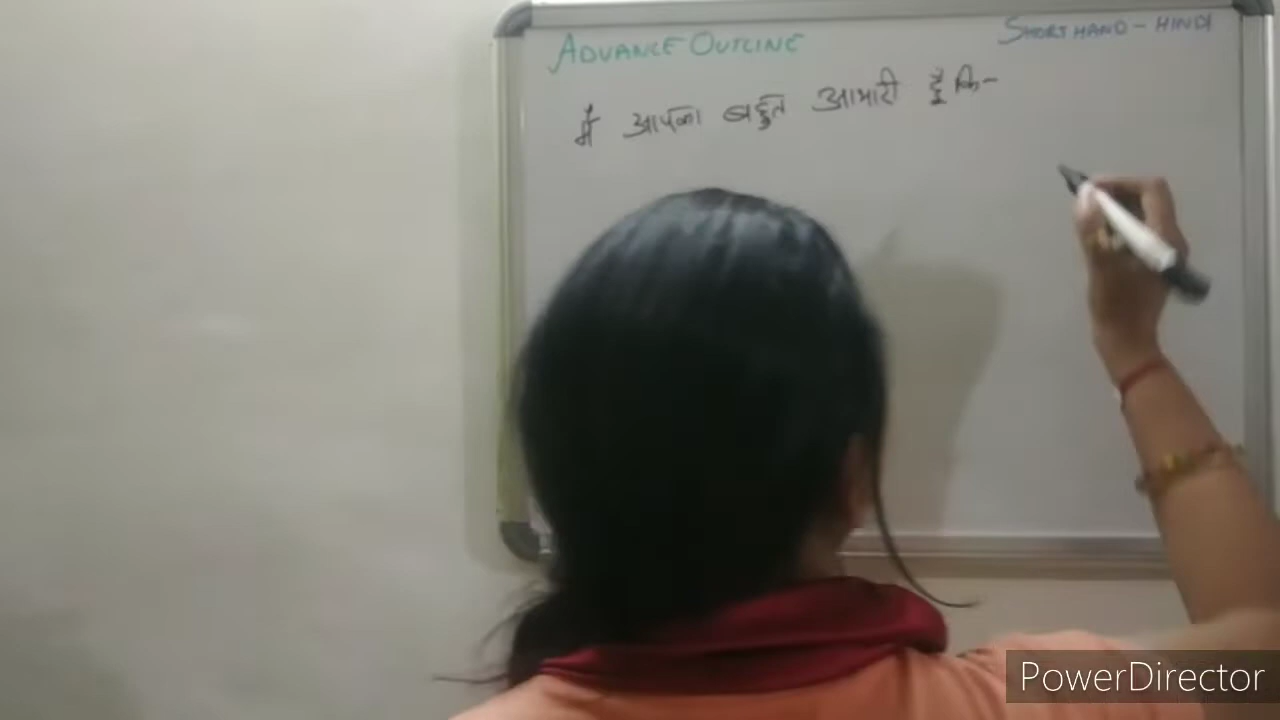 ADVANCE OUTLINE
SHORTHAND - HINDI
मैं आपका बहुत आभारी हूँ कि-
PowerDirector